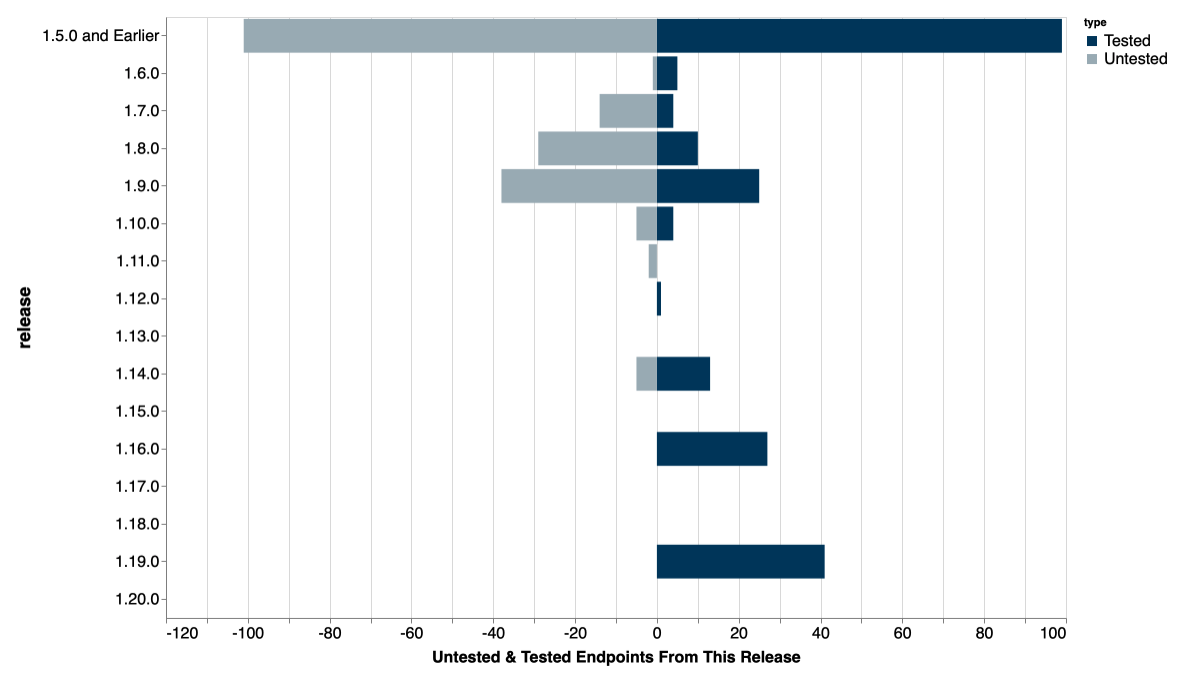 type
Tested
Untested
release
1.5.0 and Earlier
1.6.0
1.7.0
1.8.0
1.9.0
1.10.0
1.11.0
1.12.0
1.13.0
1.14.0
1.15.0
1.16.0
1.17.0
1.18.0
1.19.0
1.20.0
-120 -100 -80 -60 -40 -20 0 20 40 60 80 100
Untested & Tested Endpoints From This Release